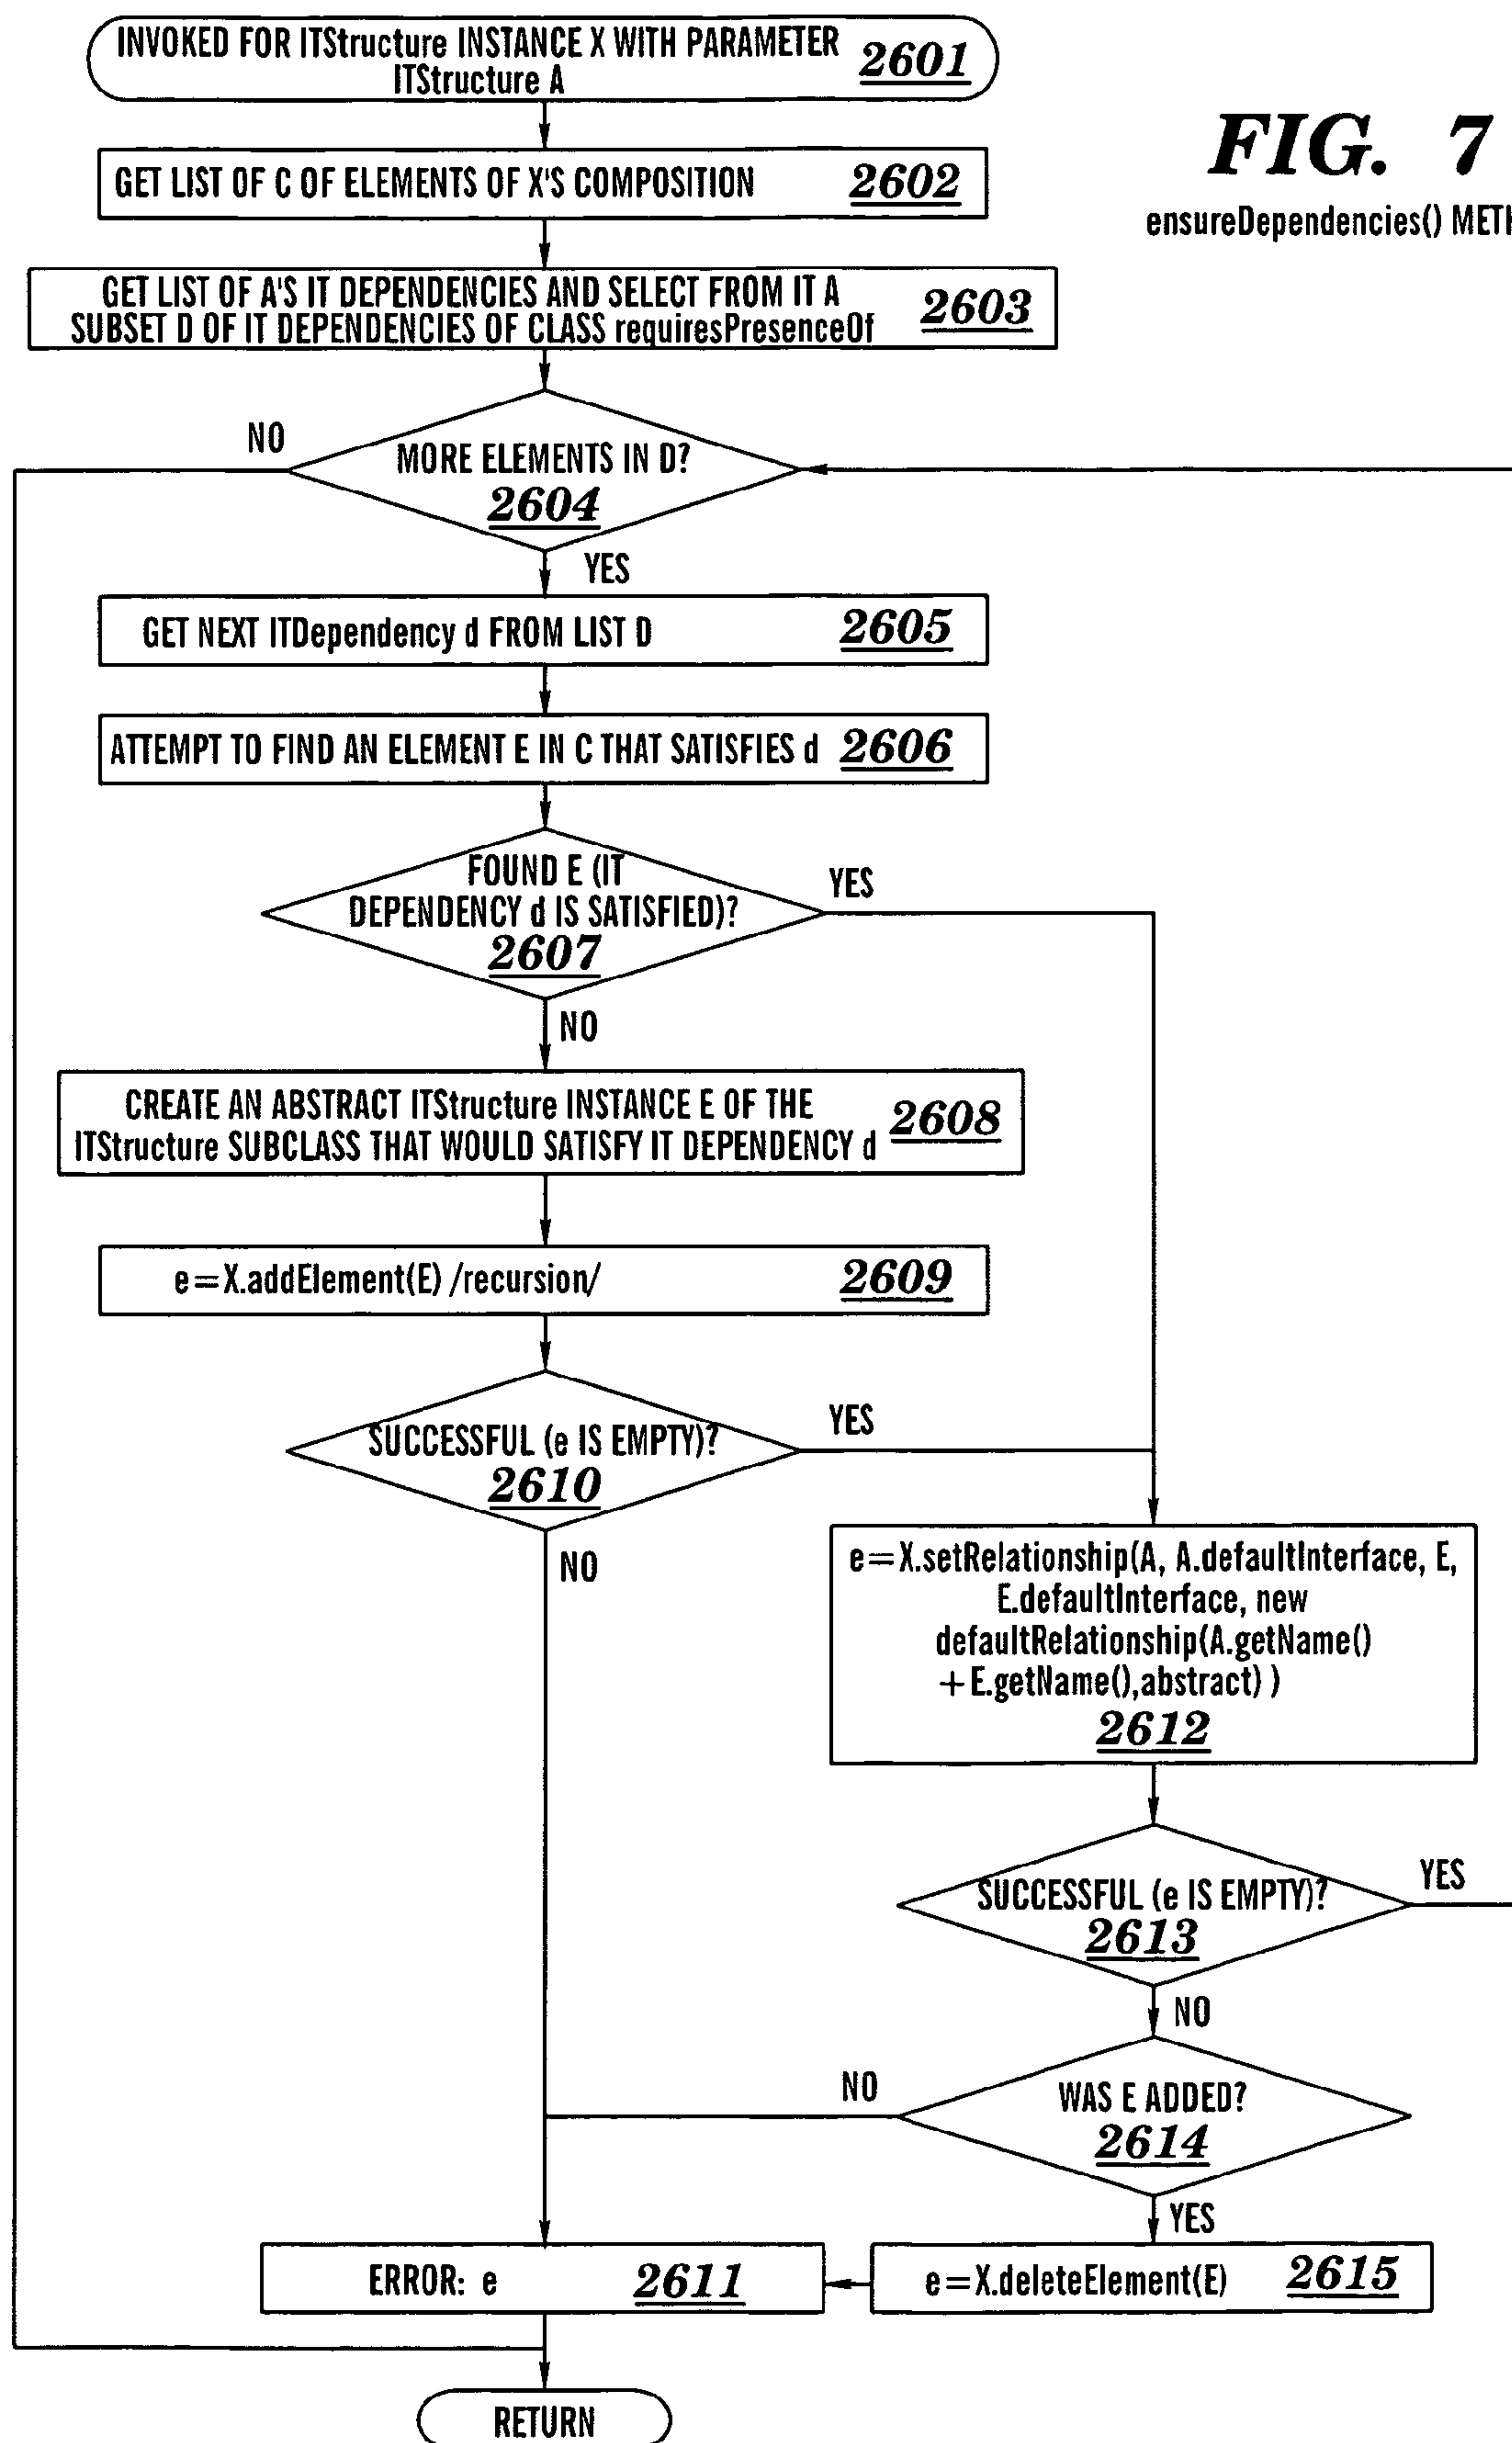 INVOKED FOR ITStructure INSTANCE X WITH PARAMETER
ITStructure A
2601
FIG. 7
ensureDependencies() METH
GET LIST OF C OF ELEMENTS OF X'S COMPOSITION 2602
GET LIST OF A'S IT DEPENDENCIES AND SELECT FROM IT A
SUBSET D OF IT DEPENDENCIES OF CLASS requiresPresenceOf
2603
NO
MORE ELEMENTS IN D?
2604
YES
GET NEXT ITDependency d FROM LIST D 2605
ATTEMPT TO FIND AN ELEMENT E IN C THAT SATISFIES d 2606
FOUND E (IT
DEPENDENCY d IS SATISFIED)?
2607
YES
NO
CREATE AN ABSTRACT ITStructure INSTANCE E OF THE
ITStructure SUBCLASS THAT WOULD SATISFY IT DEPENDENCY d
2608
e=X.addElement(E) /recursion/ 2609
SUCCESSFUL (e IS EMPTY)?
2610
YES
NO
e=X.setRelationship(A, A.defaultInterface, E,
E.defaultInterface, new
defaultRelationship(A.getName()
+E.getName(),abstract) )
2612
SUCCESSFUL (e IS EMPTY)?
2613
YES
NO
WAS E ADDED?
2614
NO
YES
ERROR: e 2611
e=X.deleteElement(E) 2615
RETURN